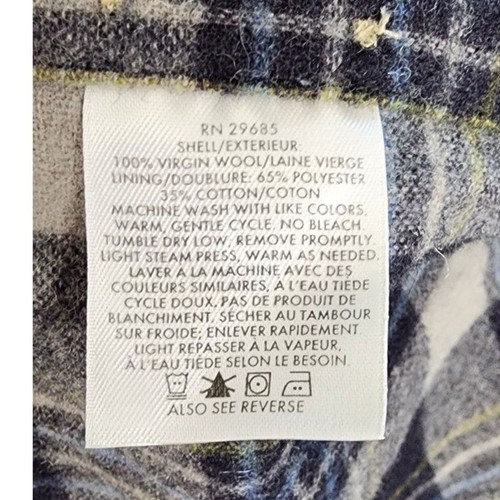 RN 29685
SHELL/EXTERIEUR:
100% VIRGIN WOOL/LAINE VIERGE
LINING/DOUBLURE: 65% POLYESTER
35% COTTON/COTON
MACHINE WASH WITH LIKE COLORS,
WARM, GENTLE CYCLE. NO BLEACH.
TUMBLE DRY LOW, REMOVE PROMPTLY.
LIGHT STEAM PRESS, WARM AS NEEDED.
LAVER À LA MACHINE AVEC DES
COULEURS SIMILAIRES, À L'EAU TIEDE
CYCLE DOUX, PAS DE PRODUIT DE
BLANCHIMENT. SÉCHER AU TAMBOUR
SUR FROIDE; ENLEVER RAPIDEMENT.
LIGHT REPASSER À LA VAPEUR,
À L'EAU TIÈDE SELON LE BESOIN.
ALSO SEE REVERSE